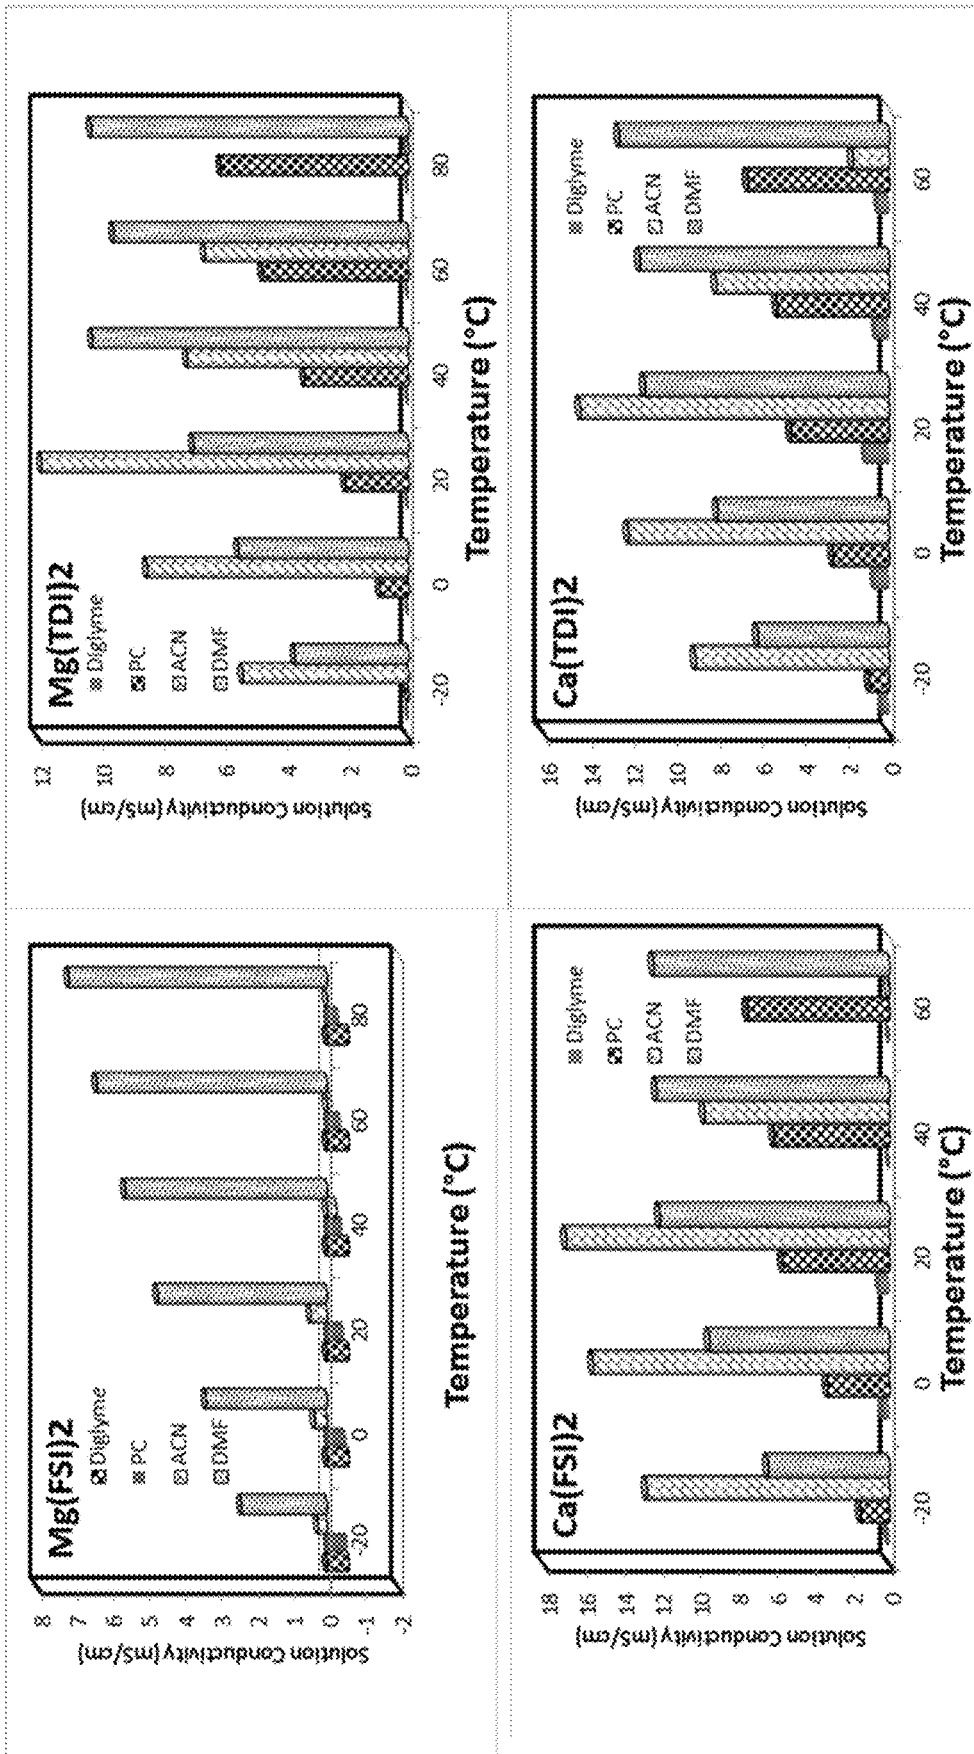 Mg(FSI)2
Diglyme
PC
ACN
DMF
8
7
6
5
4
3
2
1
0
-1
-2
Solution Conductivity (mS/cm)
-20
0
20
40
60
80
Temperature (°C)
Mg(TDI)2
Diglyme
PC
ACN
DMF
12
10
8
6
4
2
0
Solution Conductivity (mS/cm)
-20
0
20
40
60
80
Temperature (°C)
Ca(FSI)2
Diglyme
PC
ACN
DMF
18
16
14
12
10
8
6
4
2
0
Solution Conductivity (mS/cm)
-20
0
20
40
60
Temperature (°C)
Ca(TDI)2
Diglyme
PC
ACN
DMF
16
14
12
10
8
6
4
2
0
Solution Conductivity (mS/cm)
-20
0
20
40
60
Temperature (°C)